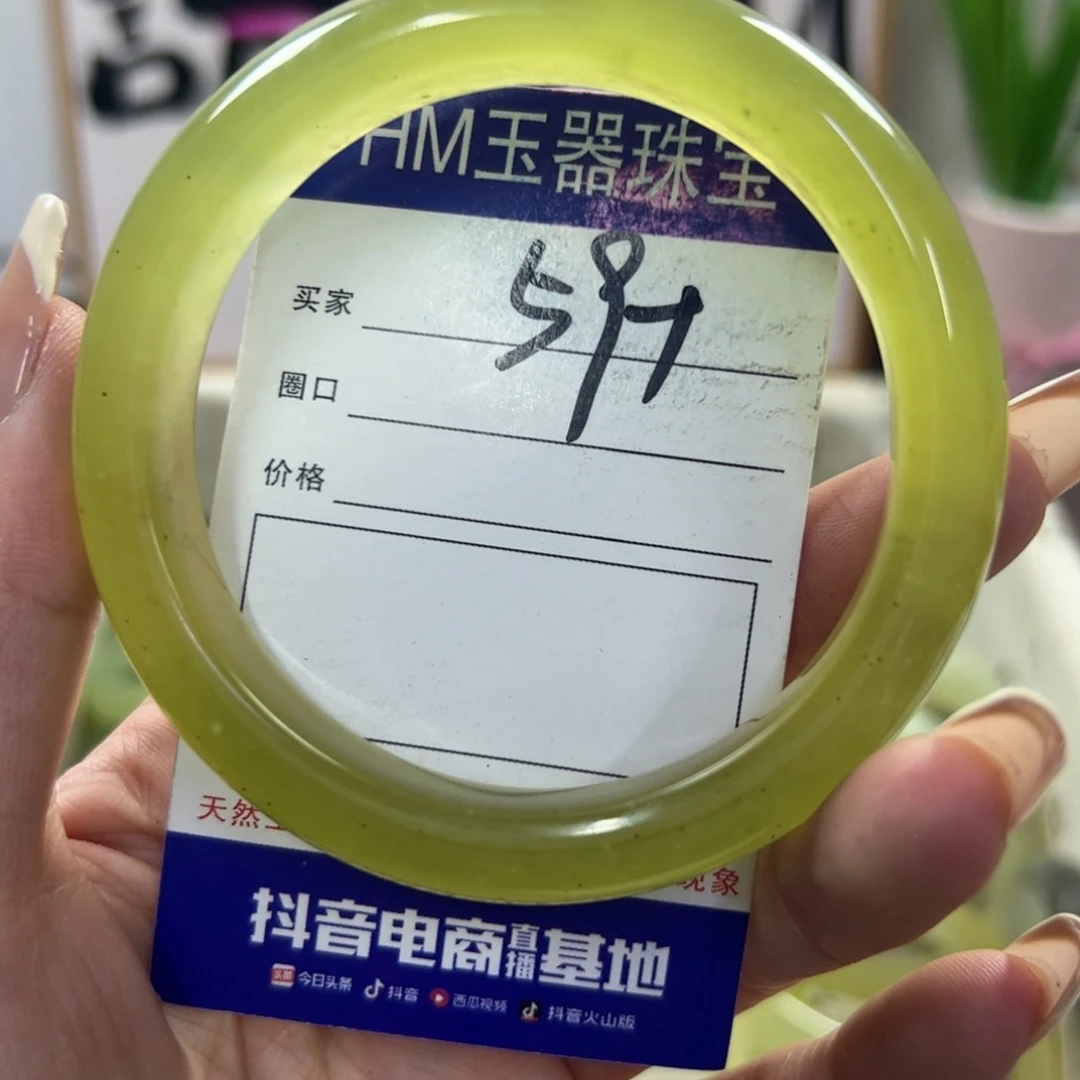 HM玉器珠宝
59
买家
圈口
价格
天然
现象
抖音电商直播基地
今日头条 抖音 西瓜视频 抖音火山版